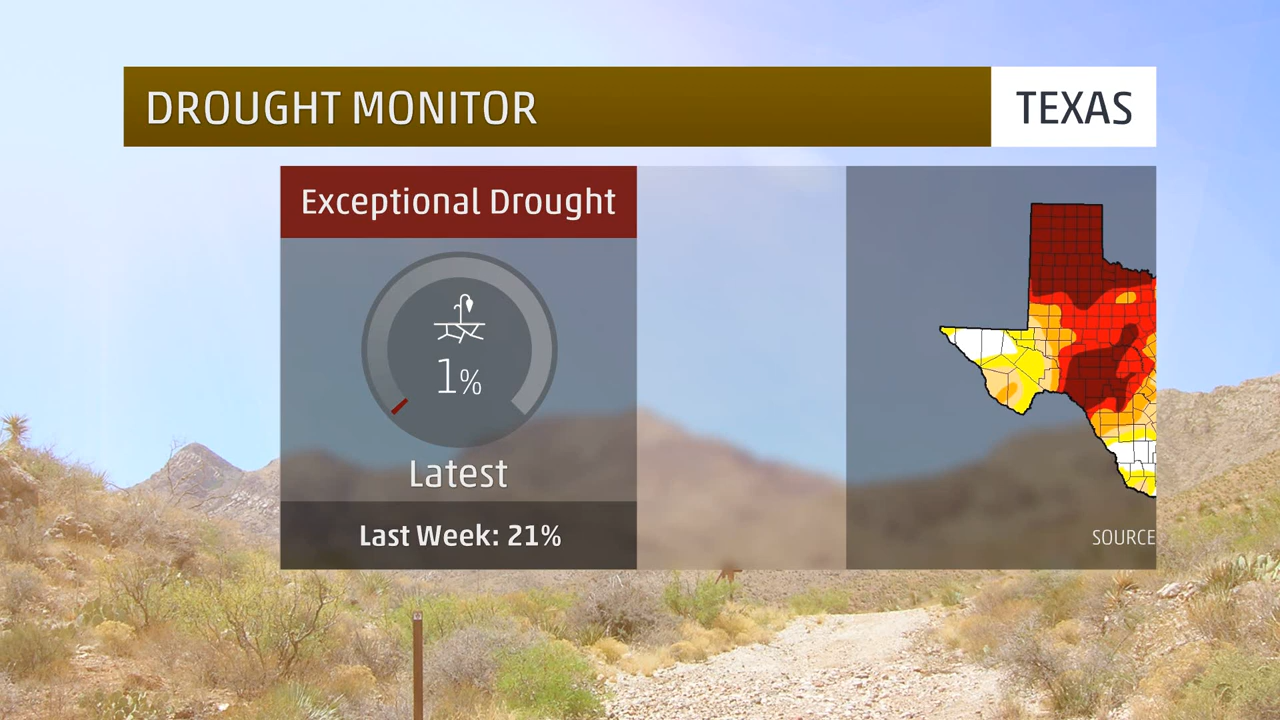 DROUGHT MONITOR
TEXAS
Exceptional Drought
1%
Latest
Last Week: 21%
SOURCE